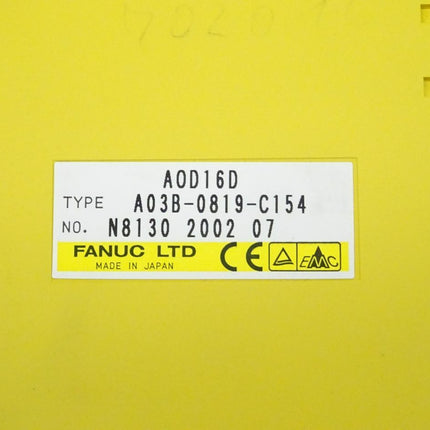 AOD16D
TYPE A03B-0819-C154
NO. N8130 2002 07
FANUC LTD CE EMC
MADE IN JAPAN